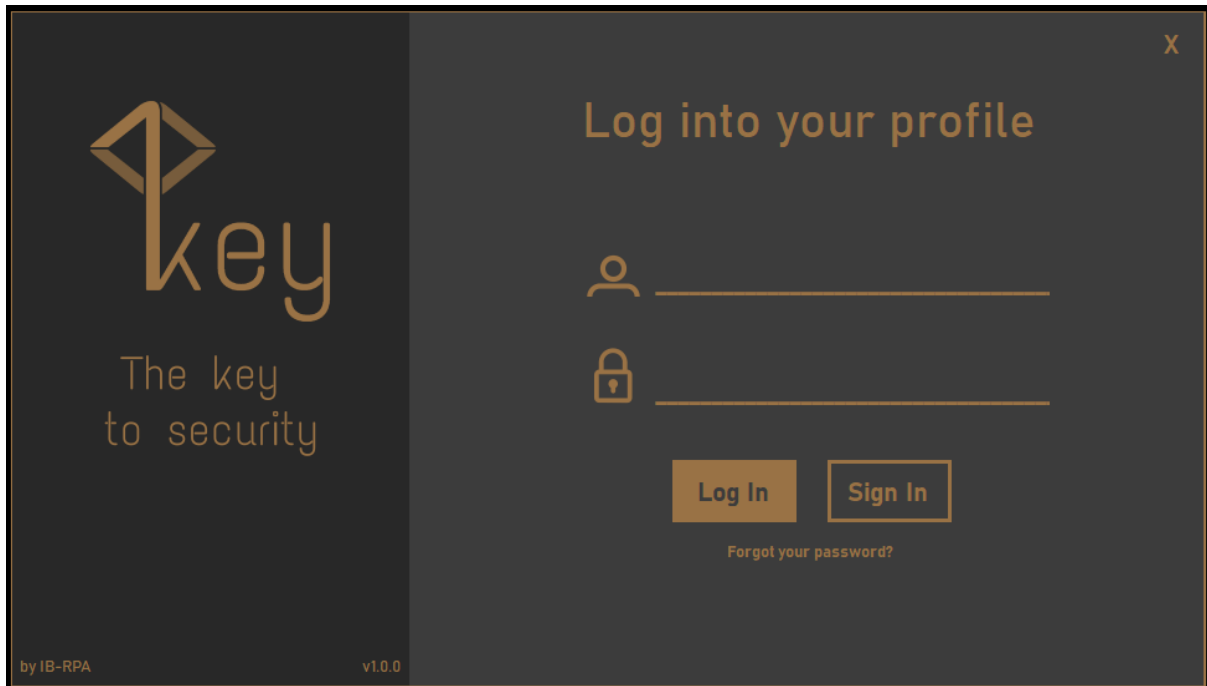 key
The key
to security
by IB-RPA
v1.0.0
X
Log into your profile
Log In
Sign In
Forgot your password?